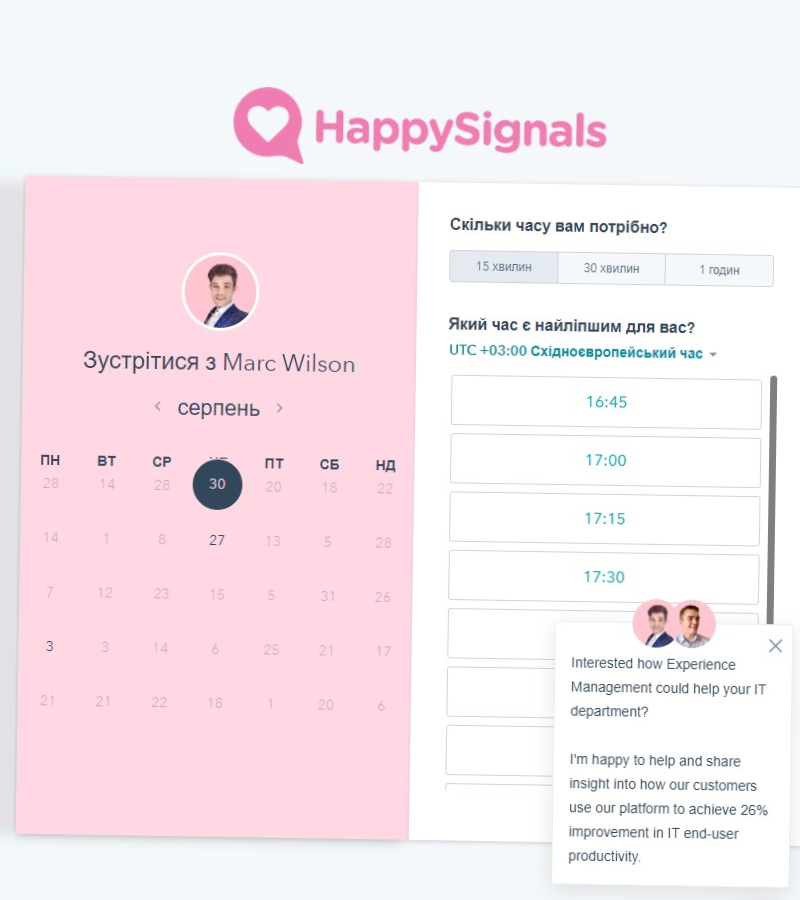 HappySignals
Зустрітися з Marc Wilson
серпень
ПН ВТ СР ПТ СБ НД
28 14 28 30 20 18 22
14 1 8 27 13 5 28
7 12 23 15 5 31 26
3 3 14 6 25 21 17
21 21 22 18 1 20 6
Скільки часу вам потрібно?
15 хвилин 30 хвилин 1 годин
Який час є найліпшим для вас?
UTC +03:00 Східноєвропейський час
16:45
17:00
17:15
17:30
Interested how Experience
Management could help your IT
department?
I'm happy to help and share
insight into how our customers
use our platform to achieve 26%
improvement in IT end-user
productivity.